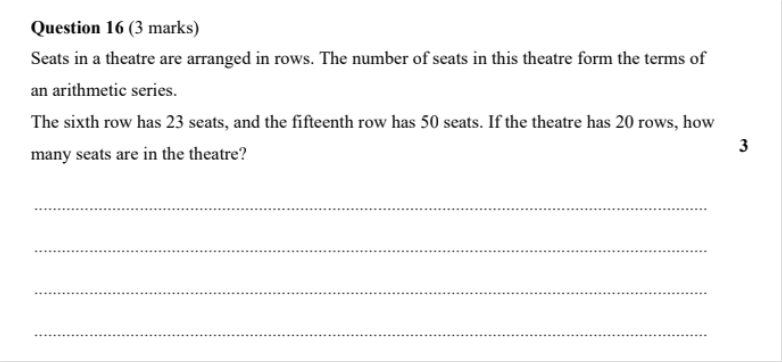 Question 16 (3 marks)
Seats in a theatre are arranged in rows. The number of seats in this theatre form the terms of
an arithmetic series.
The sixth row has 23 seats, and the fifteenth row has 50 seats. If the theatre has 20 rows, how
many seats are in the theatre?
3